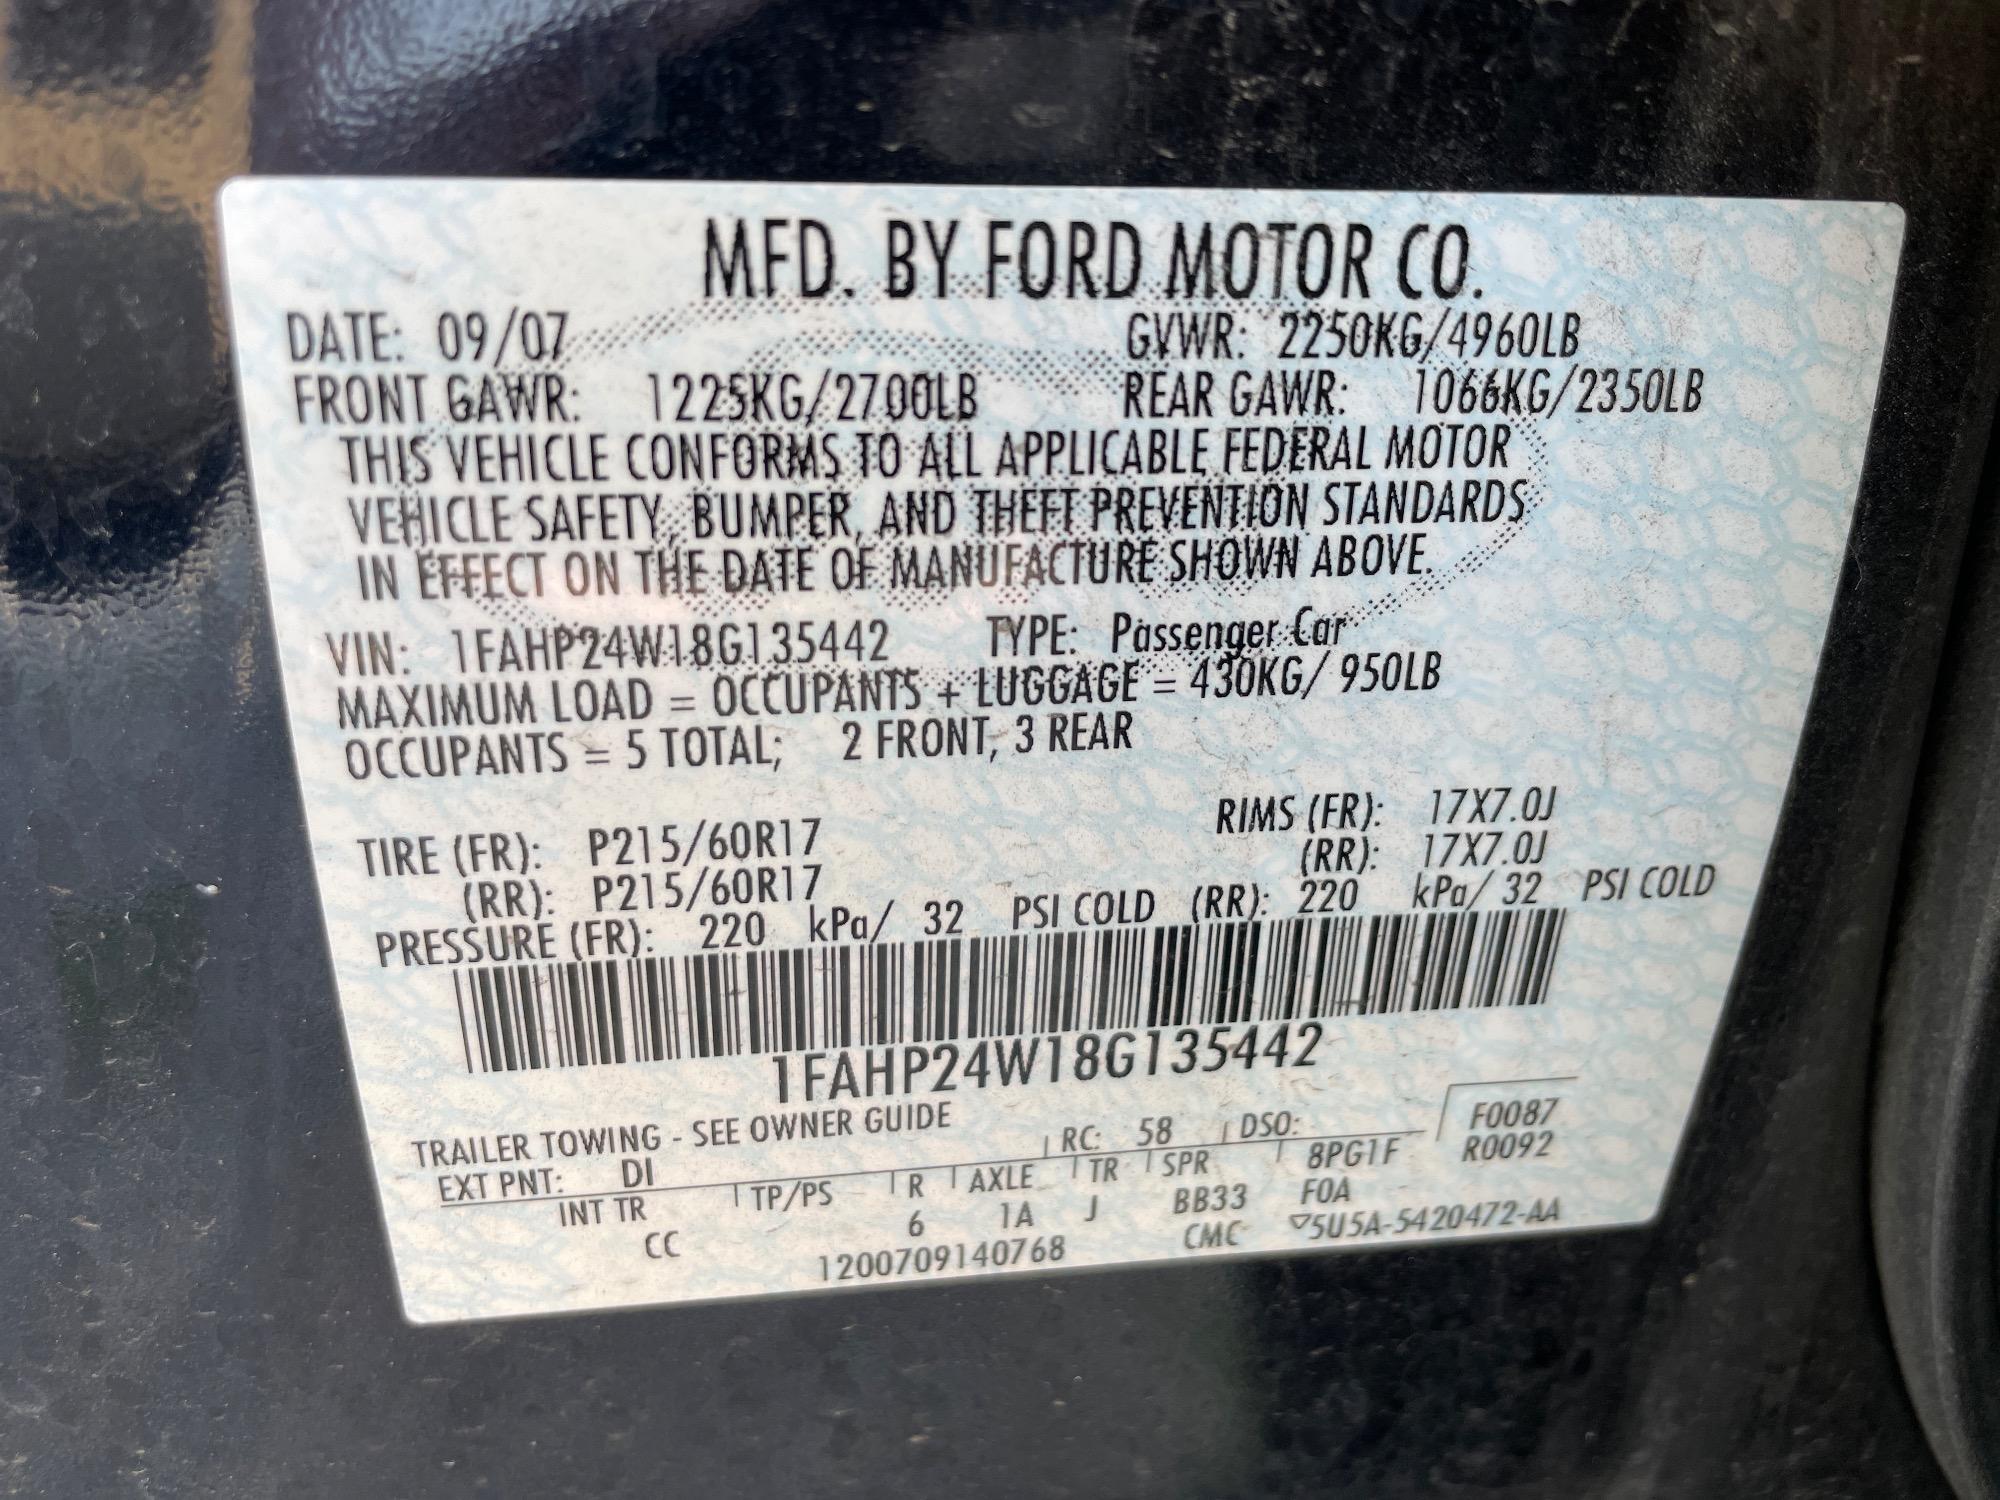 MFD. BY FORD MOTOR CO.
DATE: 09/07 GVWR: 2250KG/4960LB
FRONT GAWR: 1225KG/2700LB REAR GAWR: 1066KG/2350LB
THIS VEHICLE CONFORMS TO ALL APPLICABLE FEDERAL MOTOR
VEHICLE SAFETY, BUMPER, AND THEFT PREVENTION STANDARDS
IN EFFECT ON THE DATE OF MANUFACTURE SHOWN ABOVE.
VIN: 1FAHP24W18G135442 TYPE: Passenger Car
MAXIMUM LOAD = OCCUPANTS + LUGGAGE = 430KG/ 950LB
OCCUPANTS = 5 TOTAL; 2 FRONT, 3 REAR
RIMS (FR): 17X7.0J
TIRE (FR): P215/60R17 (RR): 17X7.0J
(RR): P215/60R17
PRESSURE (FR): 220 kPa/ 32 PSI COLD (RR): 220 kPa/ 32 PSI COLD
1FAHP24W18G135442
TRAILER TOWING - SEE OWNER GUIDE
EXT PNT: DI RC: 58 DSO: F0087
INT TR TP/PS R AXLE TR SPR 8PG1F R0092
CC 6 1A J BB33 FOA
1200709140768 CMC ▽5U5A-5420472-AA